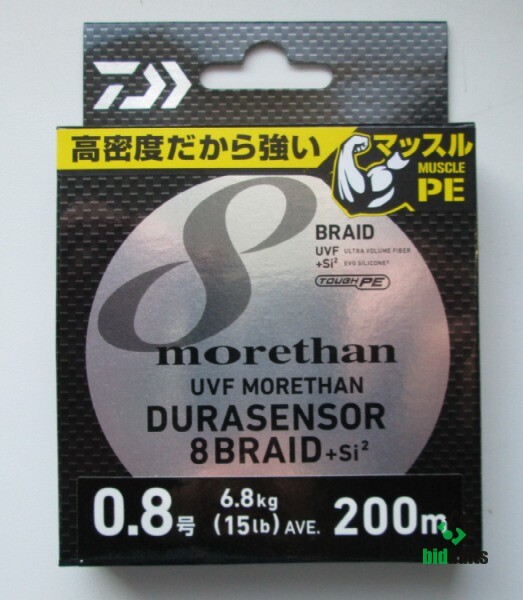 高密度だから強い
マッスル
MUSCLE
PE
8
BRAID
UVF ULTRA VOLUME FIBER
+Si² EVO SILICONE²
TOUGH PE
morethan
UVF MORETHAN
DURASENSOR
8BRAID+Si²
0.8号 6.8kg (15lb) AVE. 200m